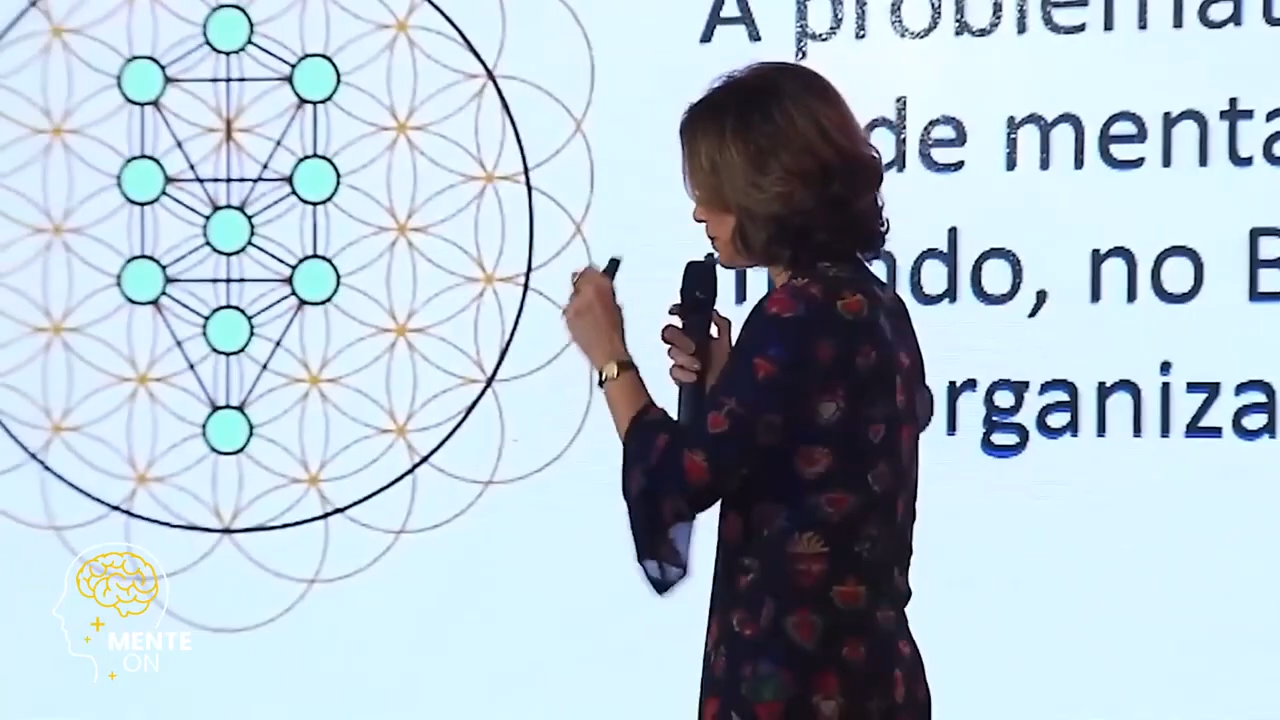 A problemat
de menta
ndo, no B
rganiza
MENTE
ON